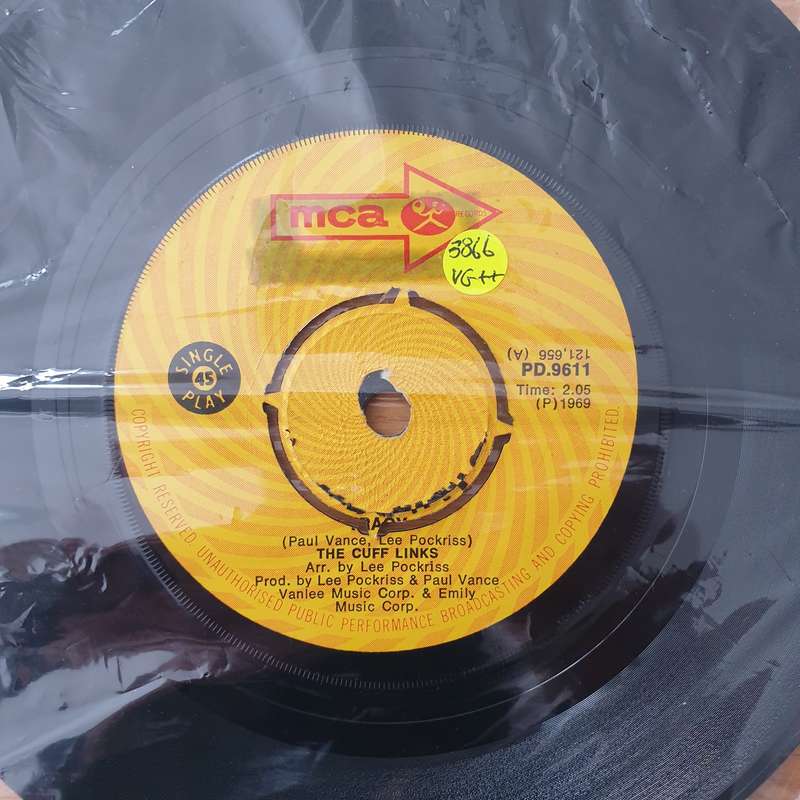 mca RECORDS
3866
VG++
121,656 (A)
PD.9611
Time: 2.05
(P)1969
SINGLE
45
PLAY
(Paul Vance, Lee Pockriss)
THE CUFF LINKS
Arr. by Lee Pockriss
Prod. by Lee Pockriss & Paul Vance
Vanlee Music Corp. & Emily
Music Corp.
COPYRIGHT RESERVED. UNAUTHORISED PUBLIC PERFORMANCE BROADCASTING AND COPYING PROHIBITED.